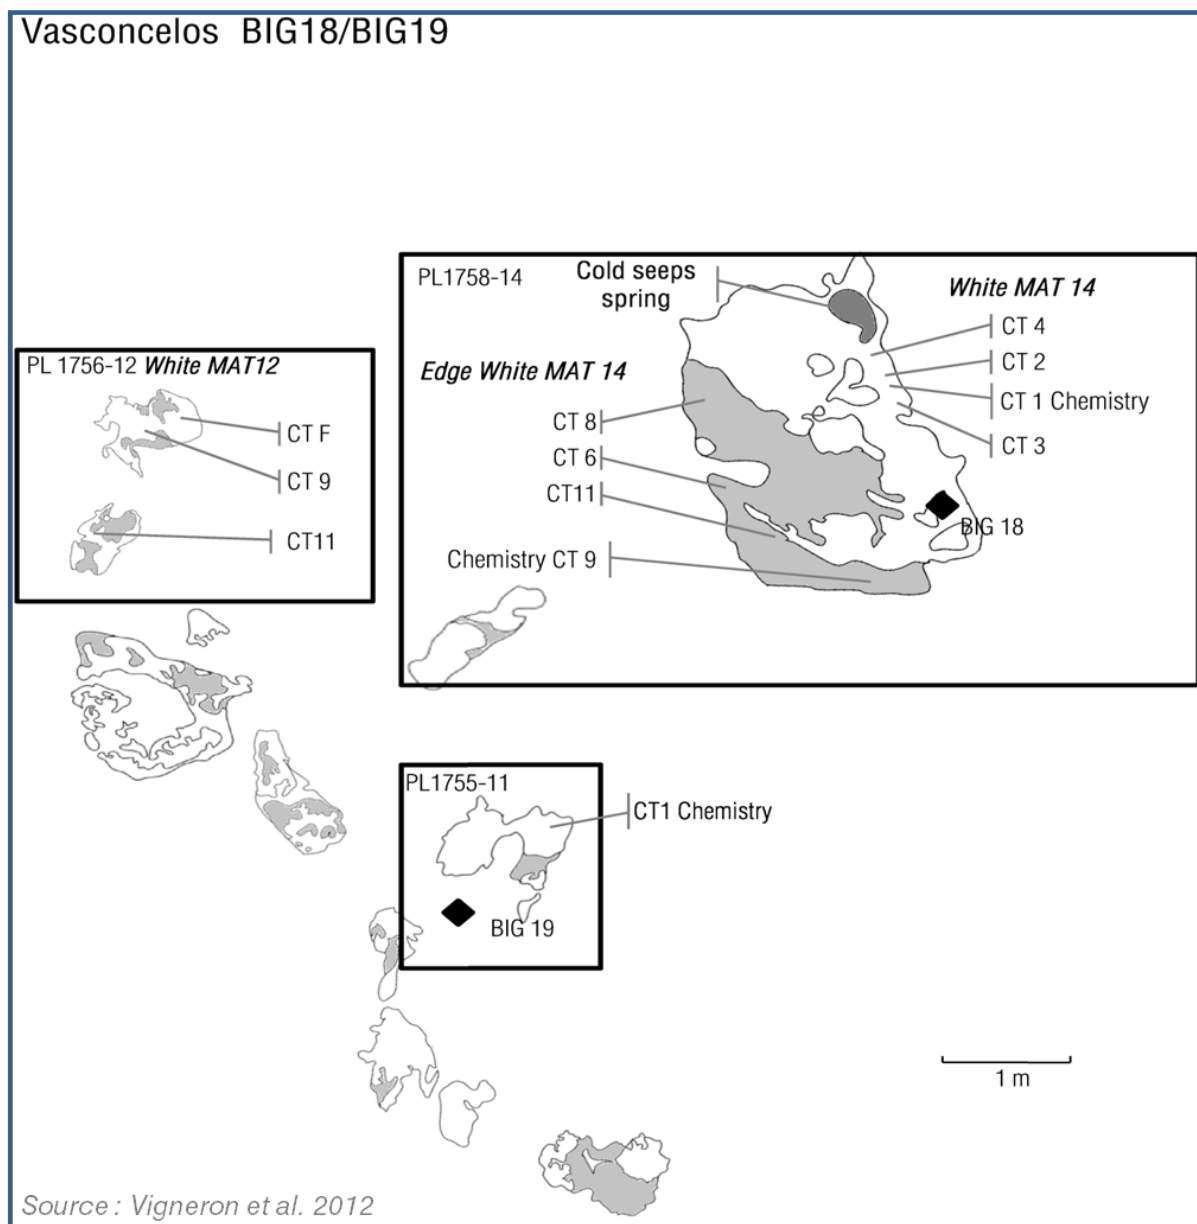 Vasconcelos BIG18/BIG19
PL1758-14
Cold seeps
spring
White MAT 14
CT 4
CT 2
CT 1 Chemistry
CT 3
Edge White MAT 14
CT 8
CT 6
CT11
Chemistry CT 9
BIG 18
PL 1756-12 White MAT12
CT F
CT 9
CT11
PL1755-11
CT1 Chemistry
BIG 19
1 m
Source : Vigneron et al. 2012